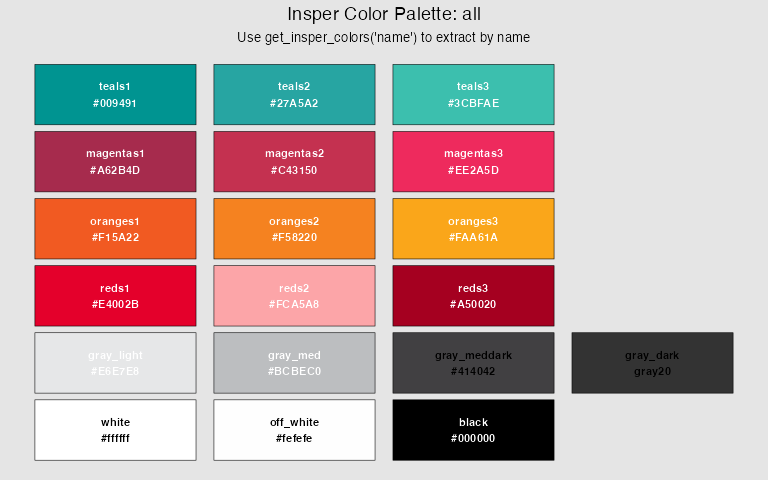 Insper Color Palette: all
Use get_insper_colors('name') to extract by name
teals1
#009491
teals2
#27A5A2
teals3
#3CBFAE
magentas1
#A62B4D
magentas2
#C43150
magentas3
#EE2A5D
oranges1
#F15A22
oranges2
#F58220
oranges3
#FAA61A
reds1
#E4002B
reds2
#FCA5A8
reds3
#A50020
gray_light
#E6E7E8
gray_med
#BCBEC0
gray_meddark
#414042
gray_dark
gray20
white
#ffffff
off_white
#fefefe
black
#000000